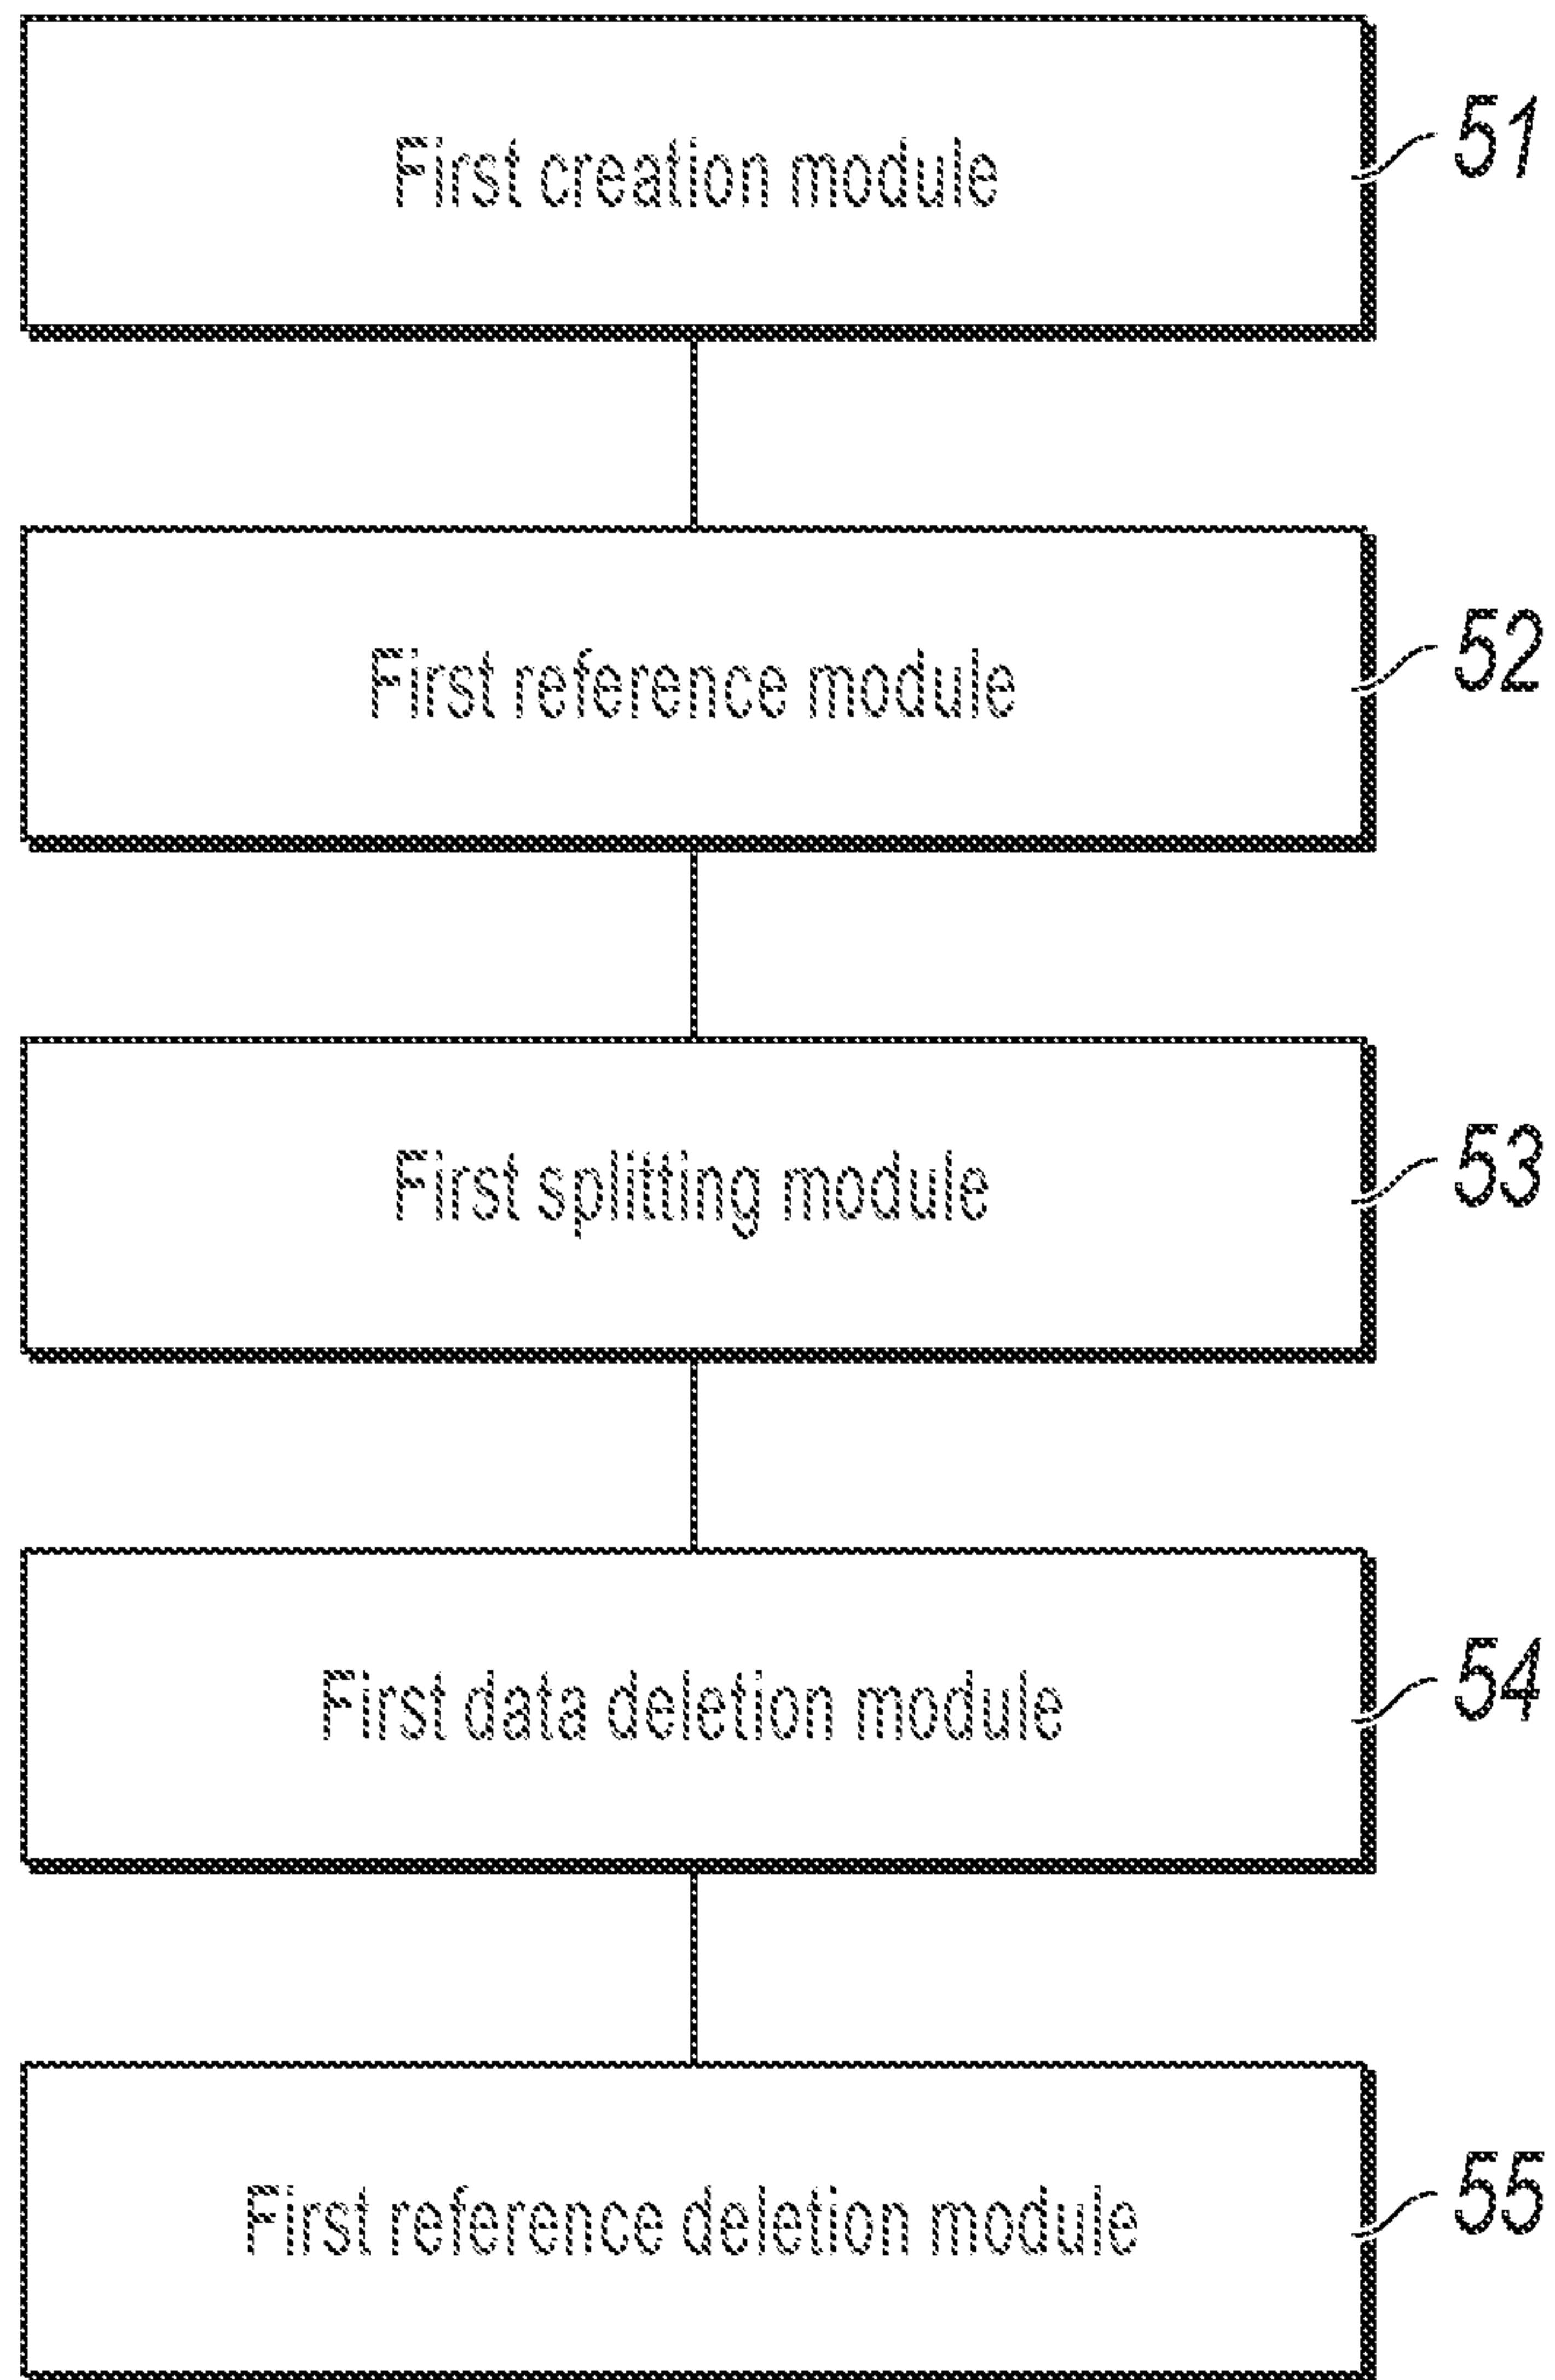 First creation module
51
First reference module
52
First splitting module
53
First data deletion module
54
First reference deletion module
55